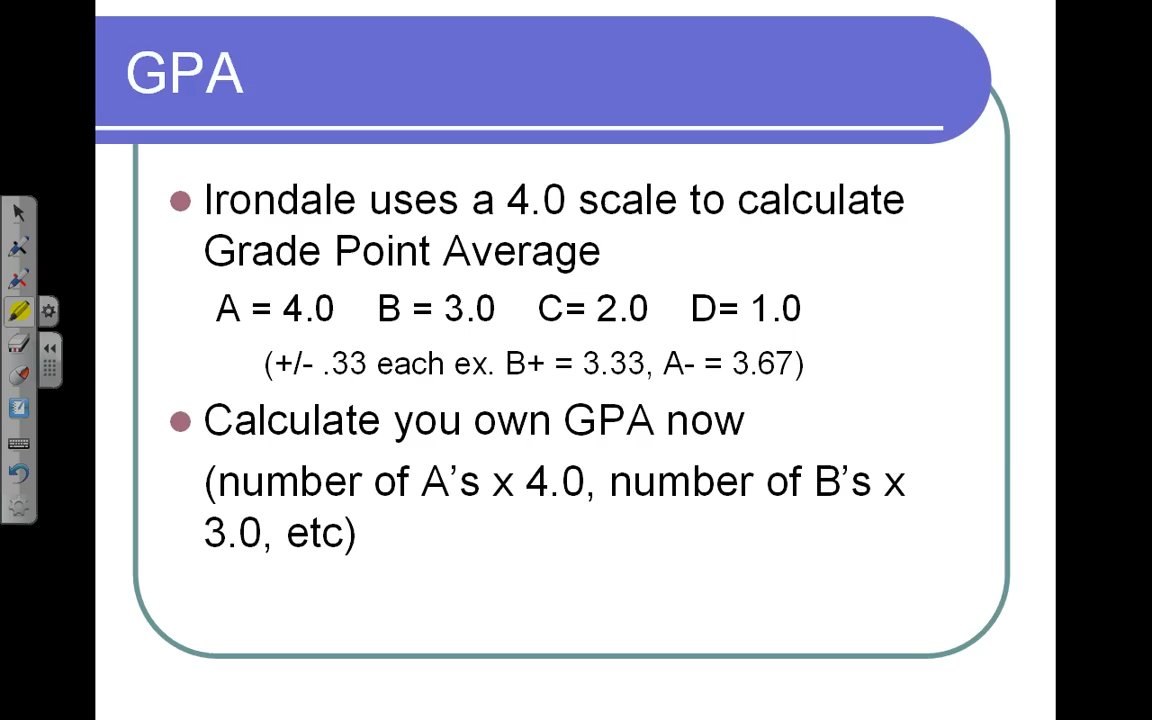 GPA
Irondale uses a 4.0 scale to calculate
Grade Point Average
A = 4.0 B = 3.0 C= 2.0 D= 1.0
(+/- .33 each ex. B+ = 3.33, A- = 3.67)
Calculate you own GPA now
(number of A’s x 4.0, number of B’s x
3.0, etc)